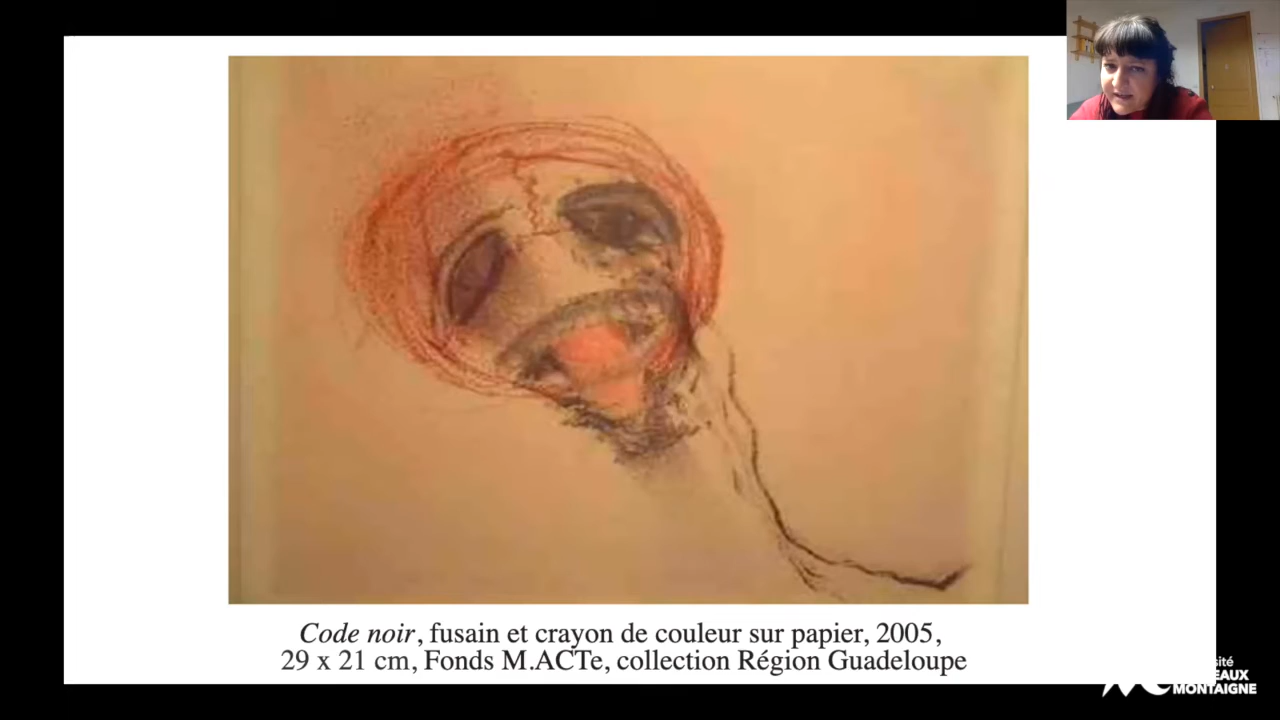 Code noir, fusain et crayon de couleur sur papier, 2005,
29 x 21 cm, Fonds M.ACTe, collection Région Guadeloupe
MONTAIGNE